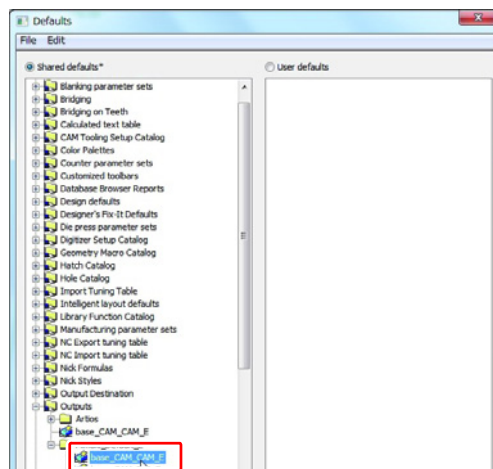 Defaults
File Edit
Shared defaults*
User defaults
Blanking parameter sets
Bridging
Bridging on Teeth
Calculated text table
CAM Tooling Setup Catalog
Color Palettes
Counter parameter sets
Customized toolbars
Database Browser Reports
Design defaults
Designer's Fix-It Defaults
Die press parameter sets
Digitizer Setup Catalog
Geometry Macro Catalog
Hatch Catalog
Hole Catalog
Import Tuning Table
Intelligent layout defaults
Library Function Catalog
Manufacturing parameter sets
NC Export tuning table
NC Import tuning table
Nick Formulas
Nick Styles
Output Destination
Outputs
Artios
base_CAM_CAM_E
base_CAM_CAM_E